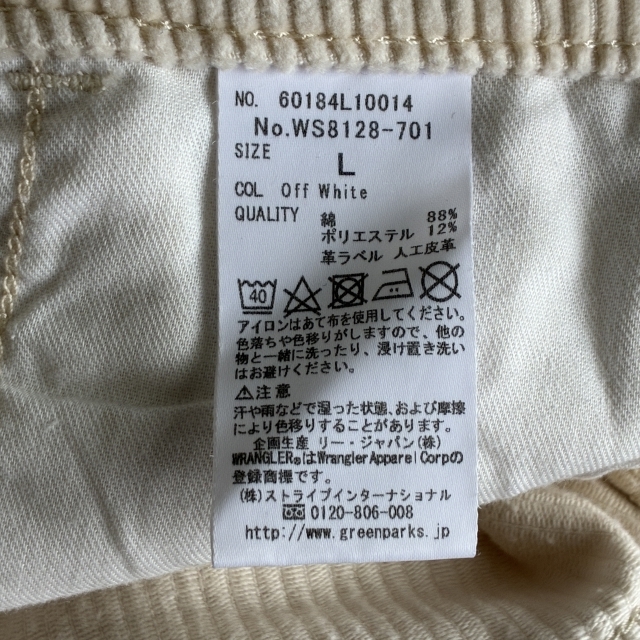 NO. 60184L10014
No.WS8128-701
SIZE L
COL Off White
QUALITY 綿 88%
ポリエステル 12%
革ラベル 人工皮革
40
アイロンはあて布を使用してください。
色落ちや色移りがしますので、他の
物と一緒に洗ったり、浸け置き洗い
はお避けください。
⚠注意
汗や雨などで湿った状態、および摩擦
により色移りすることがあります。
企画生産 リー・ジャパン(株)
WRANGLER®はWrangler Apparel Corpの
登録商標です。
(株)ストライプインターナショナル
0120-806-008
http://www.greenparks.jp